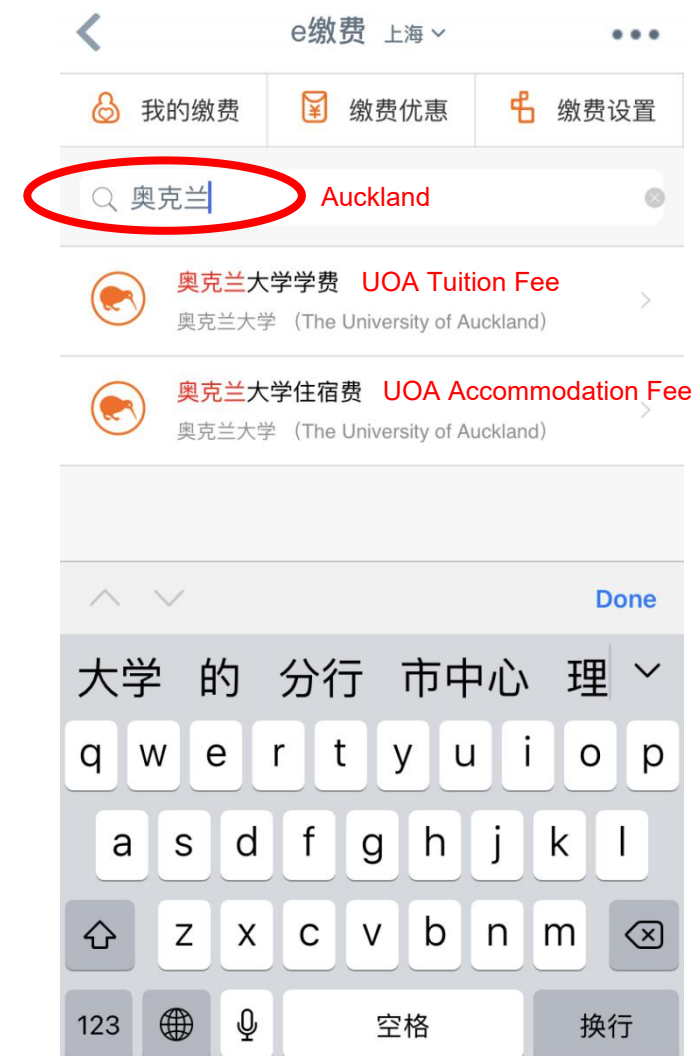 e缴费 上海
我的缴费 缴费优惠 缴费设置
奥克兰 Auckland
奥克兰大学学费 UOA Tuition Fee
奥克兰大学 (The University of Auckland)
奥克兰大学住宿费 UOA Accommodation Fee
奥克兰大学 (The University of Auckland)
Done
大学 的 分行 市中心 理
q w e r t y u i o p
a s d f g h j k l
z x c v b n m
123 空格 换行